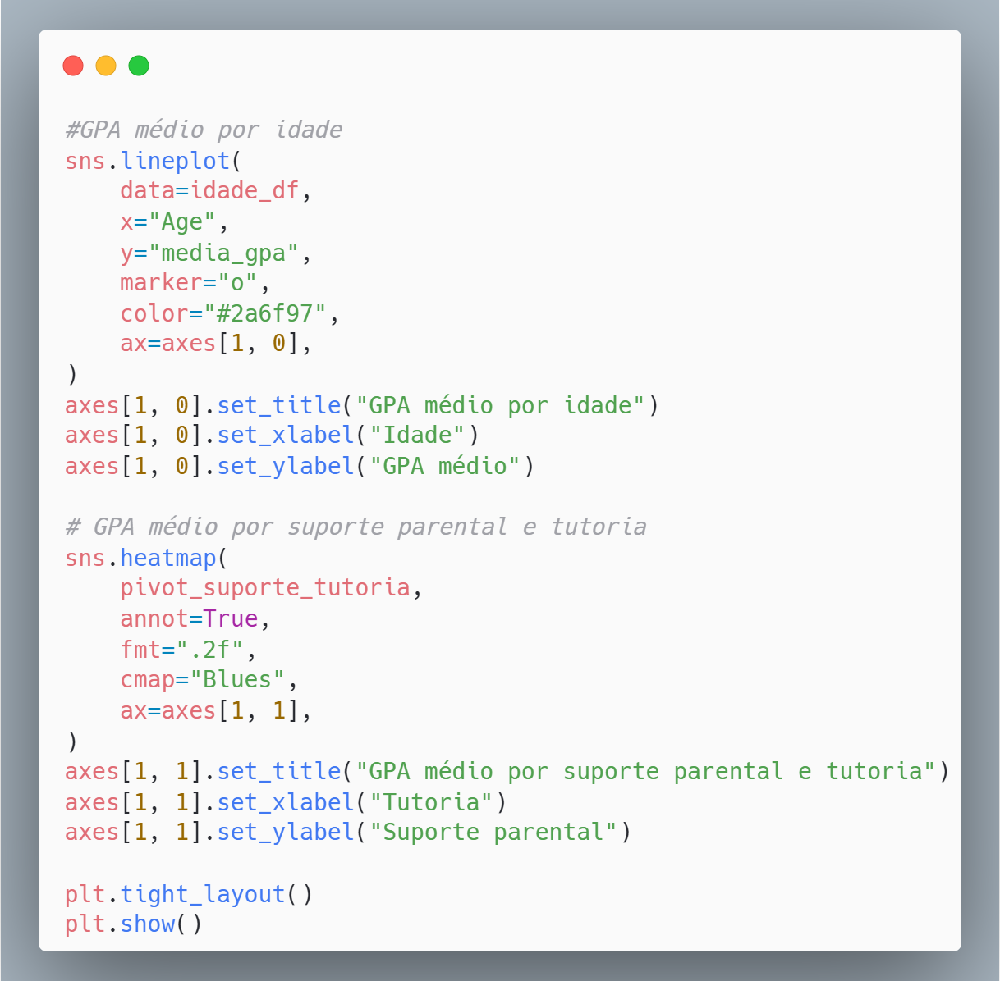 #GPA médio por idade
sns.lineplot(
    data=idade_df,
    x="Age",
    y="media_gpa",
    marker="o",
    color="#2a6f97",
    ax=axes[1, 0],
)
axes[1, 0].set_title("GPA médio por idade")
axes[1, 0].set_xlabel("Idade")
axes[1, 0].set_ylabel("GPA médio")

# GPA médio por suporte parental e tutoria
sns.heatmap(
    pivot_suporte_tutoria,
    annot=True,
    fmt=".2f",
    cmap="Blues",
    ax=axes[1, 1],
)
axes[1, 1].set_title("GPA médio por suporte parental e tutoria")
axes[1, 1].set_xlabel("Tutoria")
axes[1, 1].set_ylabel("Suporte parental")

plt.tight_layout()
plt.show()